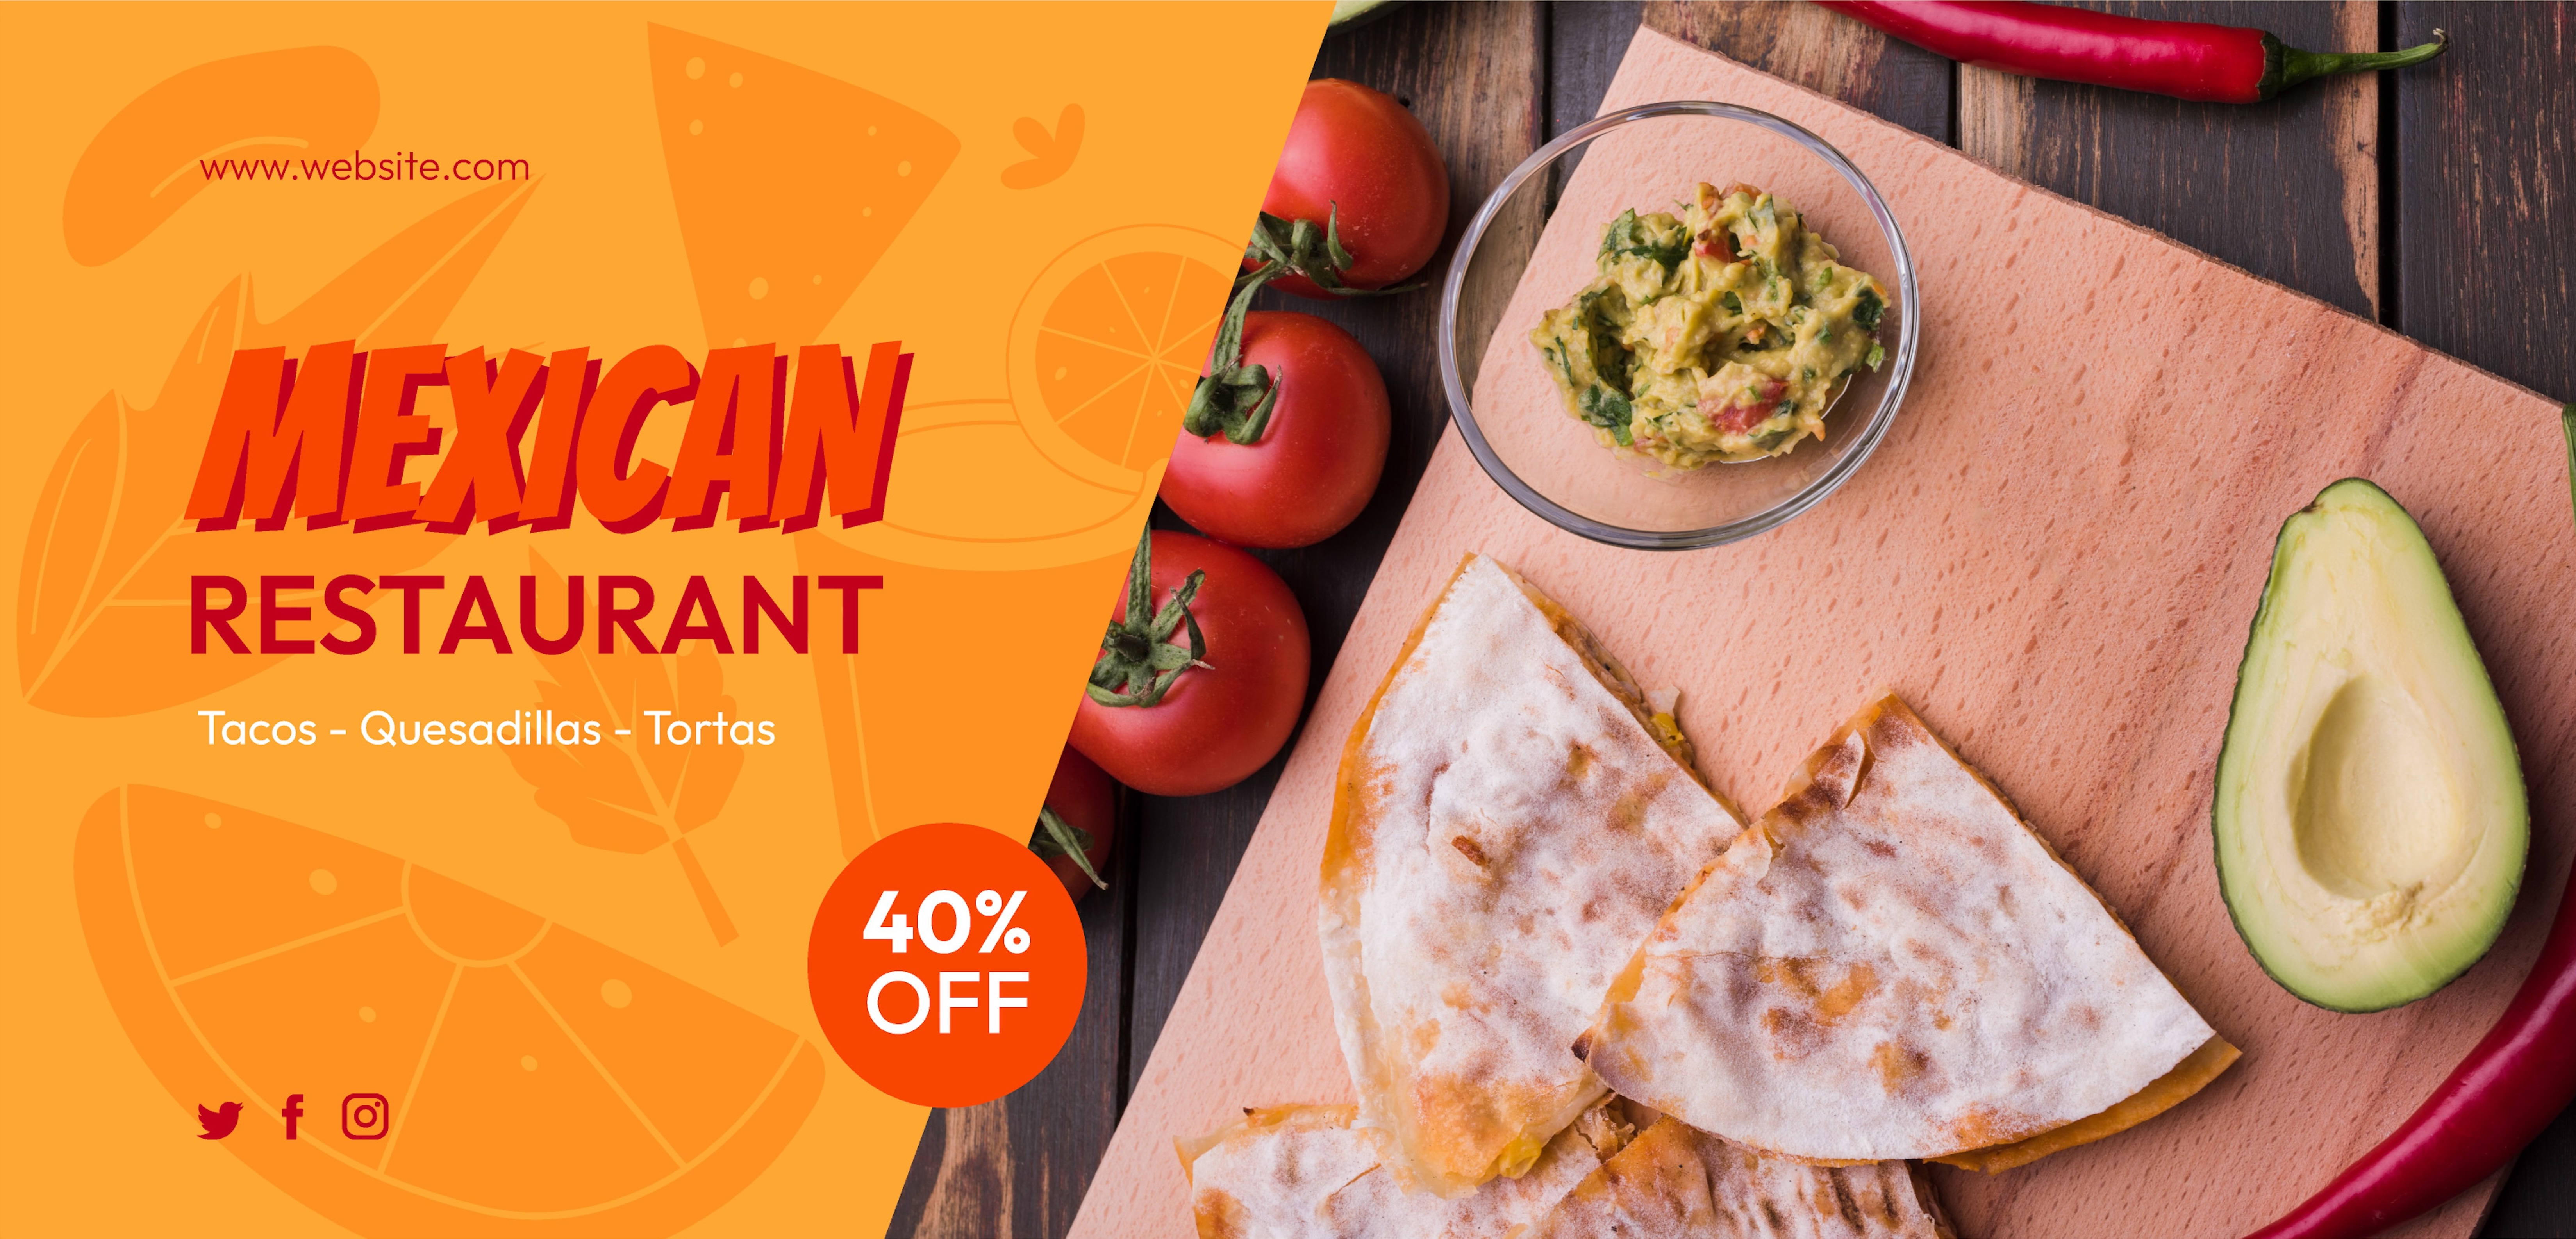 www.website.com
MEXICAN
RESTAURANT
Tacos - Quesadillas - Tortas
40%
OFF